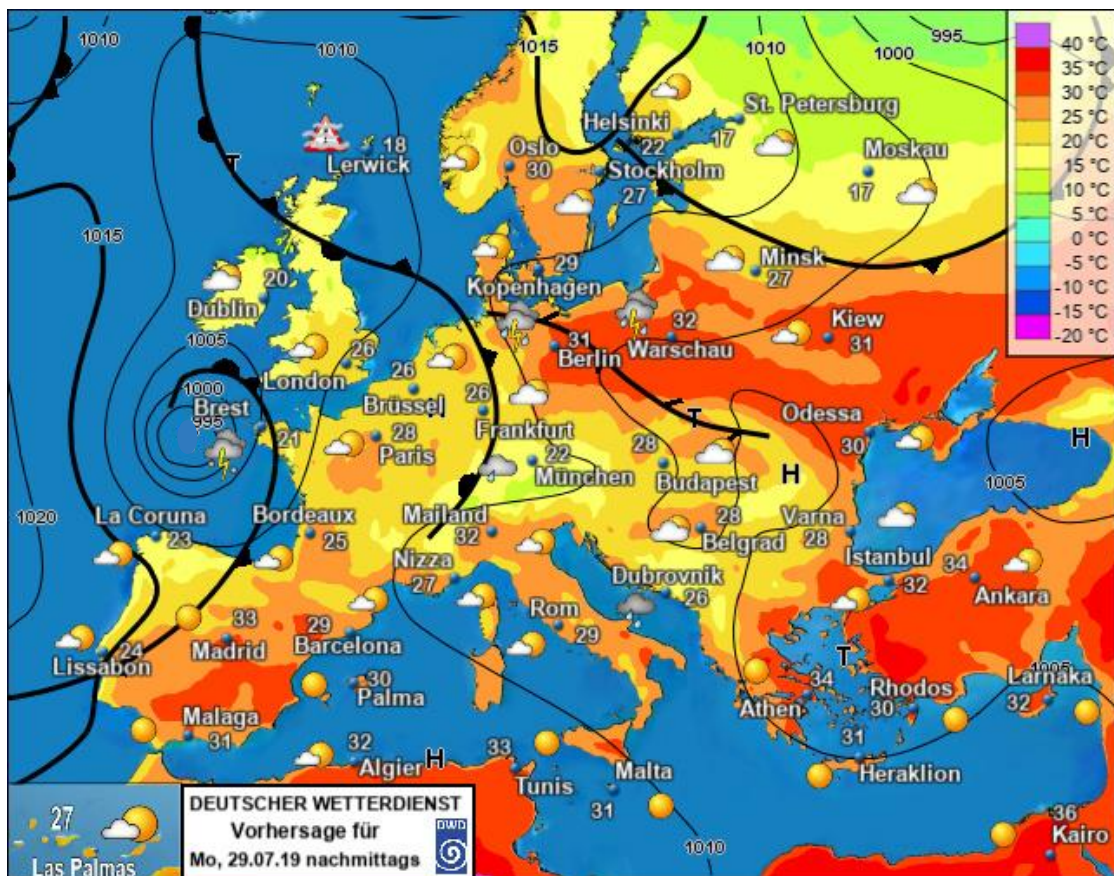 1010
1010
1015
1010
1000
995
40 °C
35 °C
30 °C
25 °C
20 °C
15 °C
10 °C
5 °C
0 °C
-5 °C
-10 °C
-15 °C
-20 °C
St. Petersburg
17
Helsinki
22
Moskau
17
T
18
Lerwick
Oslo
30
Stockholm
27
1015
20
Dublin
29
Kopenhagen
Minsk
27
1005
26
London
26
Brüssel
31
Berlin
32
Warschau
Kiew
31
1000
995
Brest
21
28
Paris
26
Frankfurt
22
München
T
28
Budapest
H
Odessa
30
H
1005
1020
La Coruna
23
Bordeaux
25
Mailand
32
Nizza
27
28
Belgrad
Varna
28
Istanbul
32
34
Ankara
Dubrovnik
26
33
Madrid
29
Barcelona
Rom
29
24
Lissabon
30
Palma
T
34
Athen
Rhodos
30
1005
Larnaka
32
Malaga
31
32
Algier
H
33
Tunis
Malta
31
31
Heraklion
36
Kairo
1010
27
Las Palmas
DEUTSCHER WETTERDIENST
Vorhersage für
Mo, 29.07.19 nachmittags
DWD